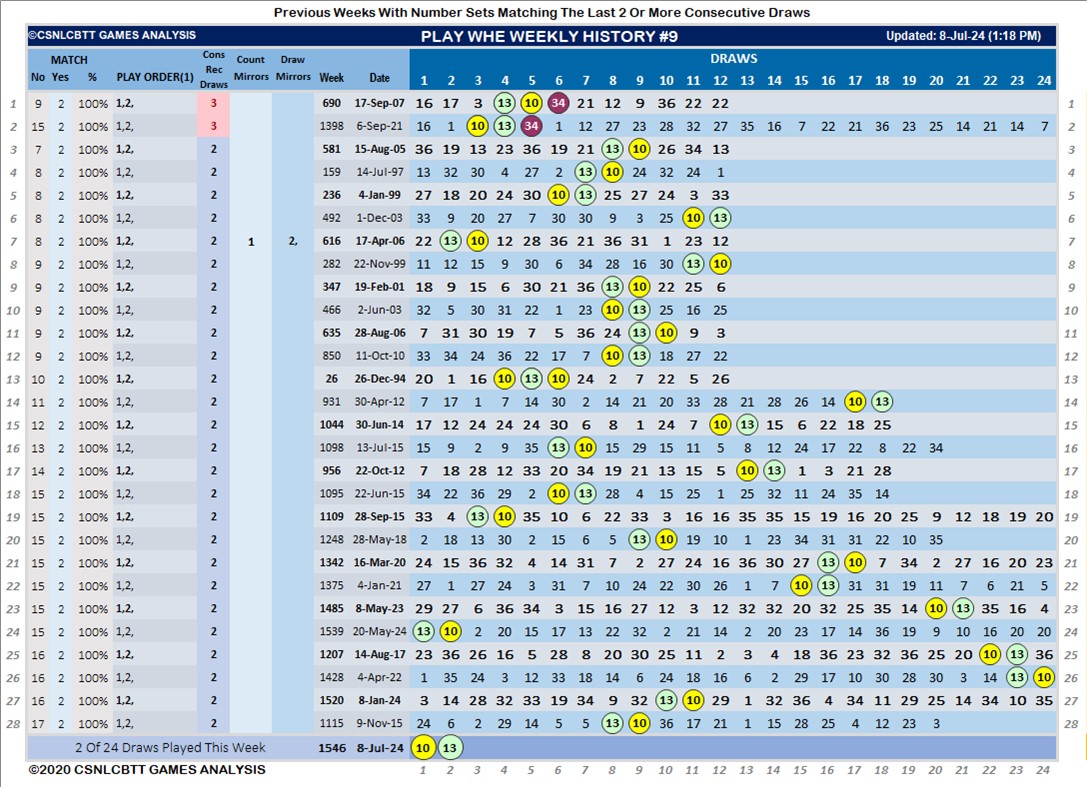 Previous Weeks With Number Sets Matching The Last 2 Or More Consecutive Draws
©CSNLCBTT GAMES ANALYSIS PLAY WHE WEEKLY HISTORY #9 Updated: 8-Jul-24 (1:18 PM)
MATCH Cons Rec Draws Count Mirrors Draw Mirrors DRAWS
No Yes % PLAY ORDER(1) Week Date 1 2 3 4 5 6 7 8 9 10 11 12 13 14 15 16 17 18 19 20 21 22 23 24
1 9 2 100% 1,2, 3 690 17-Sep-07 16 17 3 13 10 34 21 12 9 36 22 22 1
2 15 2 100% 1,2, 3 1398 6-Sep-21 16 1 10 13 34 1 12 27 23 28 32 27 35 16 7 22 21 36 23 25 14 21 14 7 2
3 7 2 100% 1,2, 2 581 15-Aug-05 36 19 13 23 36 19 21 13 10 26 34 13 3
4 8 2 100% 1,2, 2 159 14-Jul-97 13 32 30 4 27 2 13 10 24 32 24 1 4
5 8 2 100% 1,2, 2 236 4-Jan-99 27 18 20 24 30 10 13 25 27 24 3 33 5
6 8 2 100% 1,2, 2 492 1-Dec-03 33 9 20 27 7 30 30 9 3 25 10 13 6
7 8 2 100% 1,2, 2 1 2, 616 17-Apr-06 22 13 10 12 28 36 21 36 31 1 23 12 7
8 9 2 100% 1,2, 2 282 22-Nov-99 11 12 15 9 30 6 34 28 16 30 13 10 8
9 9 2 100% 1,2, 2 347 19-Feb-01 18 9 15 6 30 21 36 13 10 22 25 6 9
10 9 2 100% 1,2, 2 466 2-Jun-03 32 5 30 31 22 1 23 10 13 25 16 25 10
11 9 2 100% 1,2, 2 635 28-Aug-06 7 31 30 19 7 5 36 24 13 10 9 3 11
12 9 2 100% 1,2, 2 850 11-Oct-10 33 34 24 36 22 17 7 10 13 18 27 22 12
13 10 2 100% 1,2, 2 26 26-Dec-94 20 1 16 10 13 10 24 2 7 22 5 26 13
14 11 2 100% 1,2, 2 931 30-Apr-12 7 17 1 7 14 30 2 14 21 20 33 28 21 28 26 14 10 13 14
15 12 2 100% 1,2, 2 1044 30-Jun-14 17 12 24 24 24 30 6 8 1 24 7 10 13 15 6 22 18 25 15
16 13 2 100% 1,2, 2 1098 13-Jul-15 15 9 2 9 35 13 10 15 29 15 11 5 8 12 24 17 22 8 22 34 16
17 14 2 100% 1,2, 2 956 22-Oct-12 7 18 28 12 33 20 34 19 21 13 15 5 10 14 1 3 21 28 17
18 15 2 100% 1,2, 2 1095 22-Jun-15 34 22 36 29 2 10 13 28 4 15 25 1 25 32 11 24 35 14 18
19 15 2 100% 1,2, 2 1109 28-Sep-15 33 4 13 10 35 10 6 22 33 3 16 16 35 35 15 19 16 20 25 9 12 18 19 20 19
20 15 2 100% 1,2, 2 1248 28-May-18 2 18 13 30 2 15 6 5 13 10 19 10 1 23 34 31 31 22 10 35 20
21 15 2 100% 1,2, 2 1342 16-Mar-20 24 15 36 32 4 14 31 7 2 27 24 16 36 30 27 13 10 7 34 2 27 16 20 23 21
22 15 2 100% 1,2, 2 1375 4-Jan-21 27 1 27 24 3 31 7 10 24 22 30 26 1 7 10 13 31 31 19 11 7 6 21 5 22
23 15 2 100% 1,2, 2 1485 8-May-23 29 27 6 36 34 3 15 16 27 12 3 12 32 32 20 32 25 35 14 10 13 35 16 4 23
24 15 2 100% 1,2, 2 1539 20-May-24 13 10 2 20 15 17 13 22 32 2 21 14 2 20 23 17 14 36 19 9 10 16 20 20 24
25 16 2 100% 1,2, 2 1207 14-Aug-17 23 36 26 16 5 28 8 20 30 25 11 2 3 4 18 36 23 32 36 25 20 10 13 36 25
26 16 2 100% 1,2, 2 1428 4-Apr-22 1 35 24 3 12 33 18 14 6 24 18 16 6 2 29 17 10 30 28 22 3 14 13 10 26
27 16 2 100% 1,2, 2 1520 8-Jan-24 3 14 28 32 33 19 34 9 32 13 10 29 1 32 36 4 34 11 29 25 14 34 10 35 27
28 17 2 100% 1,2, 2 1115 9-Nov-15 24 6 2 29 14 5 5 13 10 36 17 21 1 15 28 25 4 12 23 3 28
2 Of 24 Draws Played This Week 1546 8-Jul-24 10 13
©2020 CSNLCBTT GAMES ANALYSIS 1 2 3 4 5 6 7 8 9 10 11 12 13 14 15 16 17 18 19 20 21 22 23 24